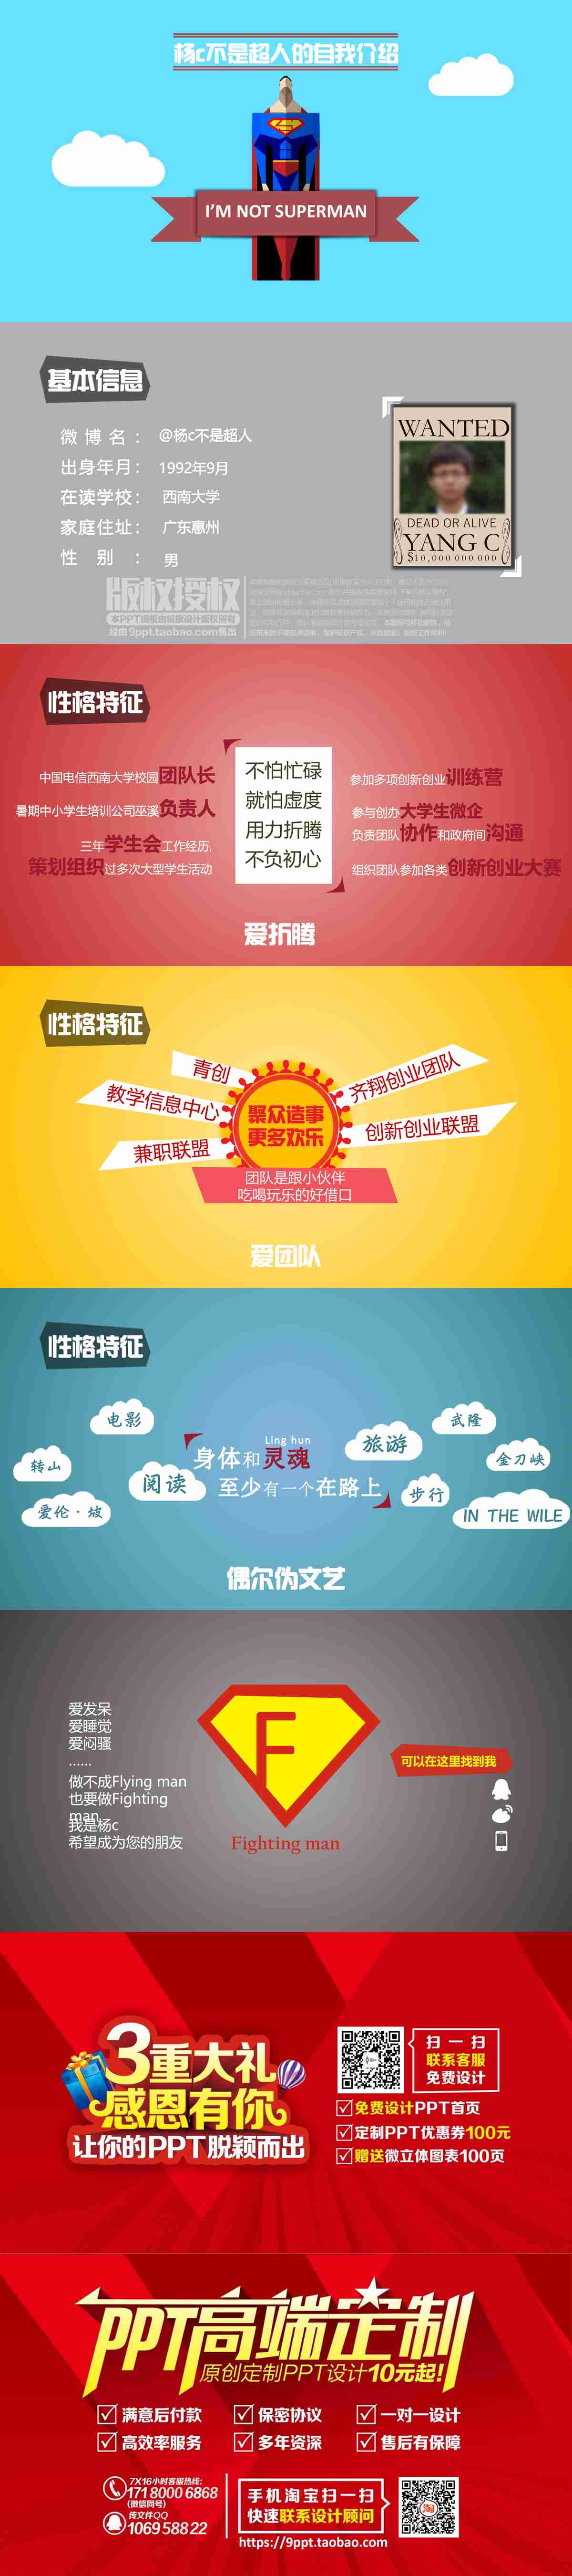 杨c不是超人的自我介绍
I'M NOT SUPERMAN
基本信息
微 博 名 ： @杨c不是超人
出身年月： 1992年9月
在读学校： 西南大学
家庭住址： 广东惠州
性 别 ： 男
WANTED
DEAD OR ALIVE
YANG C
$10,000 000 000
版权授权
本PPT模板由锐旗设计版权所有
经由 9ppt.taobao.com售出
性格特征
中国电信西南大学校园团队长
暑期中小学生培训公司巫溪负责人
三年学生会工作经历,
策划组织过多次大型学生活动
不怕忙碌
就怕虚度
用力折腾
不负初心
参加多项创新创业训练营
参与创办大学生微企
负责团队协作和政府间沟通
组织团队参加各类创新创业大赛
爱折腾
性格特征
青创
教学信息中心
兼职联盟
聚众造事
更多欢乐
齐翔创业团队
创新创业联盟
团队是跟小伙伴
吃喝玩乐的好借口
爱团队
性格特征
电影
转山
阅读
爱伦·坡
Ling hun
身体和灵魂
至少有一个在路上
旅游
武隆
金刀峡
步行
IN THE WILE
偶尔伪文艺
爱发呆
爱睡觉
爱闷骚
……
做不成Flying man
也要做Fighting
man
我是杨c
希望成为您的朋友
F
Fighting man
可以在这里找到我
3重大礼
感恩有你
让你的PPT脱颖而出
扫 一 扫
联系客服
免费设计
免费设计PPT首页
定制PPT优惠券100元
赠送微立体图表100页
PPT高端定制
原创定制PPT设计10元起!
满意后付款 保密协议 一对一设计
高效率服务 多年资深 售后有保障
7X16小时客服热线:
171 8000 6868
(微信同号)
传文件QQ
1069 588 22
手机淘宝扫一扫
快速联系设计顾问
淘
https://9ppt.taobao.com